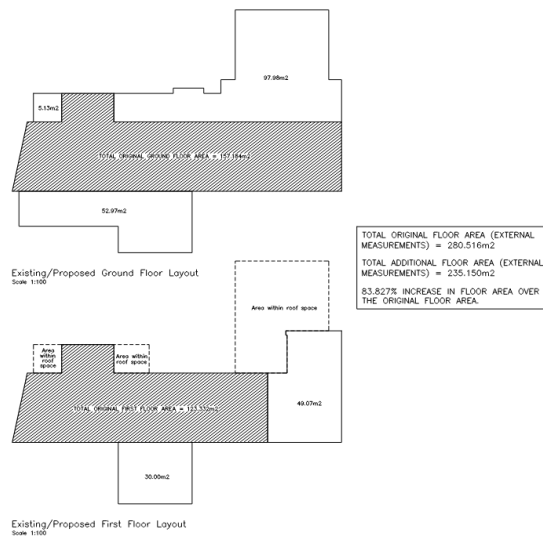 97.98m2
5.13m2
TOTAL ORIGINAL GROUND FLOOR AREA = 157.184m2
52.97m2
Existing/Proposed Ground Floor Layout
Scale 1:100
TOTAL ORIGINAL FLOOR AREA (EXTERNAL
MEASUREMENTS) = 280.516m2
TOTAL ADDITIONAL FLOOR AREA (EXTERNAL
MEASUREMENTS) = 235.150m2
83.827% INCREASE IN FLOOR AREA OVER
THE ORIGINAL FLOOR AREA.
Area within roof space
Area within
roof
space
Area within
roof space
TOTAL ORIGINAL FIRST FLOOR AREA = 123.332m2
49.07m2
30.00m2
Existing/Proposed First Floor Layout
Scale 1:100